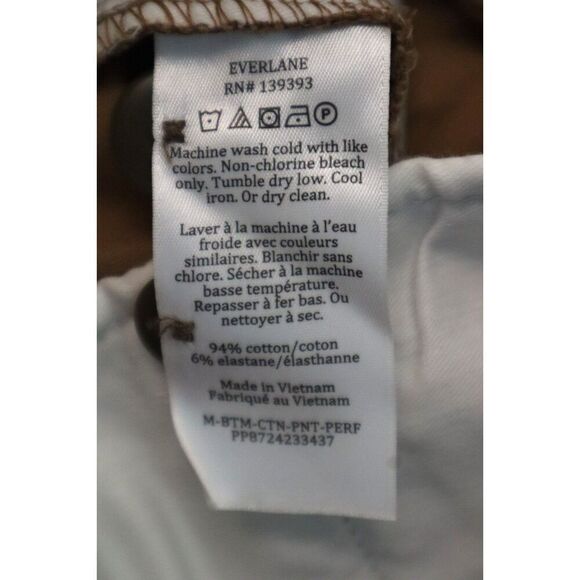 EVERLANE
RN# 139393
P
Machine wash cold with like
colors. Non-chlorine bleach
only. Tumble dry low. Cool
iron. Or dry clean.
Laver à la machine à l'eau
froide avec couleurs
similaires. Blanchir sans
chlore. Sécher à la machine
basse température.
Repasser à fer bas. Ou
nettoyer à sec.
94% cotton/coton
6% elastane/élasthanne
Made in Vietnam
Fabriqué au Vietnam
M-BTM-CTN-PNT-PERF
PP8724233437